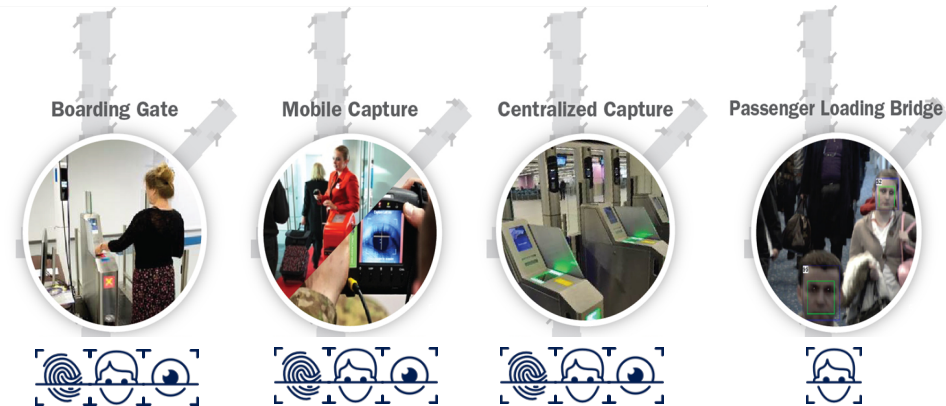 Boarding Gate
Mobile Capture
Centralized Capture
Passenger Loading Bridge